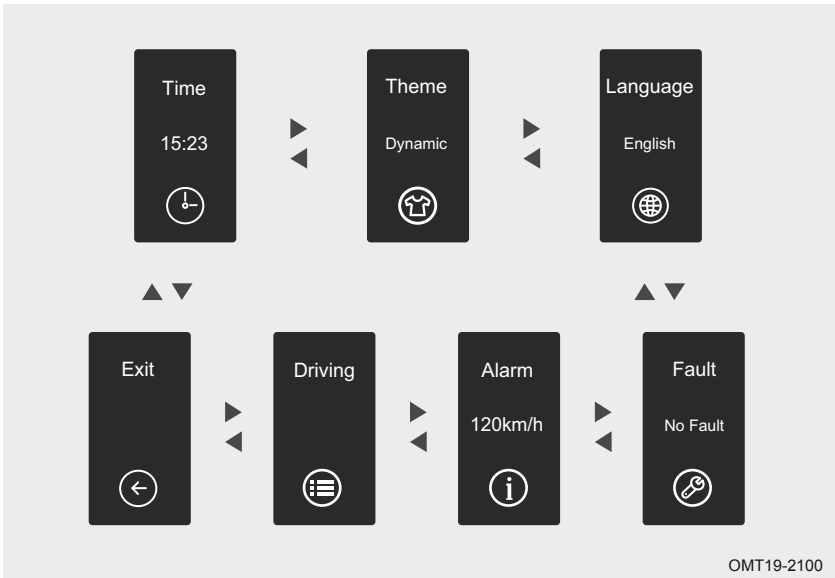 Time
15:23
Theme
Dynamic
Language
English
Exit
Driving
Alarm
120km/h
Fault
No Fault
OMT19-2100